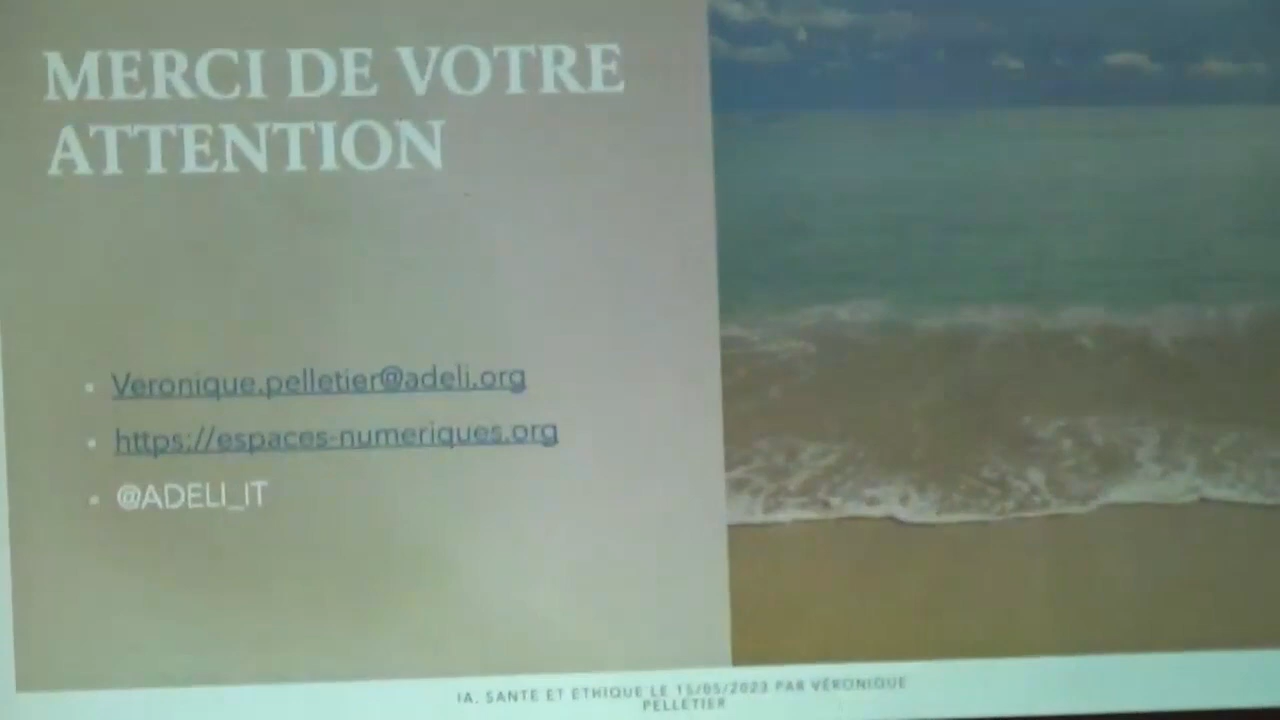 MERCI DE VOTRE
ATTENTION
Veronique.pelletier@adeli.org
https://espaces-numeriques.org
@ADELI_IT
IA, SANTE ET ETHIQUE LE 15/05/2023 PAR VÉRONIQUE
PELLETIER